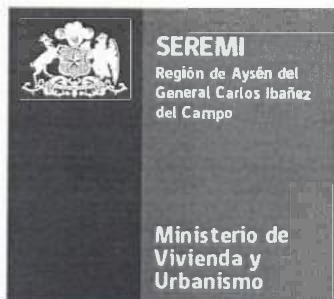 SEREMI
Región de Aysén del
General Carlos Ibañez
del Campo
Ministerio de
Vivienda y
Urbanismo